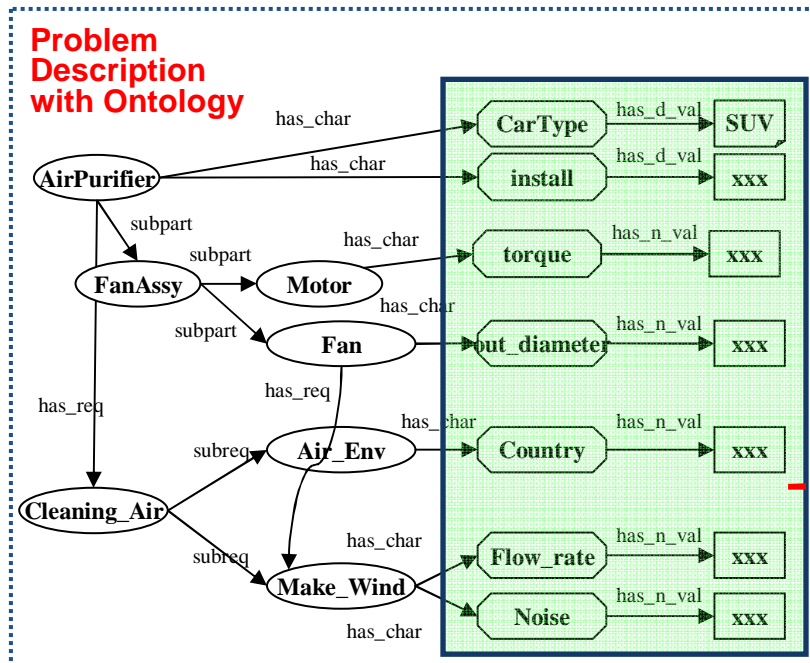 Problem
Description
with Ontology
has_char
CarType
has_d_val
SUV
has_char
install
has_d_val
xxx
AirPurifier
subpart
subpart
has_char
torque
has_n_val
xxx
FanAssy
Motor
subpart
has_char
Fan
out_diameter
has_n_val
xxx
has_req
has_req
has_char
subreq
Air_Env
Country
has_n_val
xxx
Cleaning_Air
subreq
has_char
Flow_rate
has_n_val
xxx
Make_Wind
has_char
Noise
has_n_val
xxx